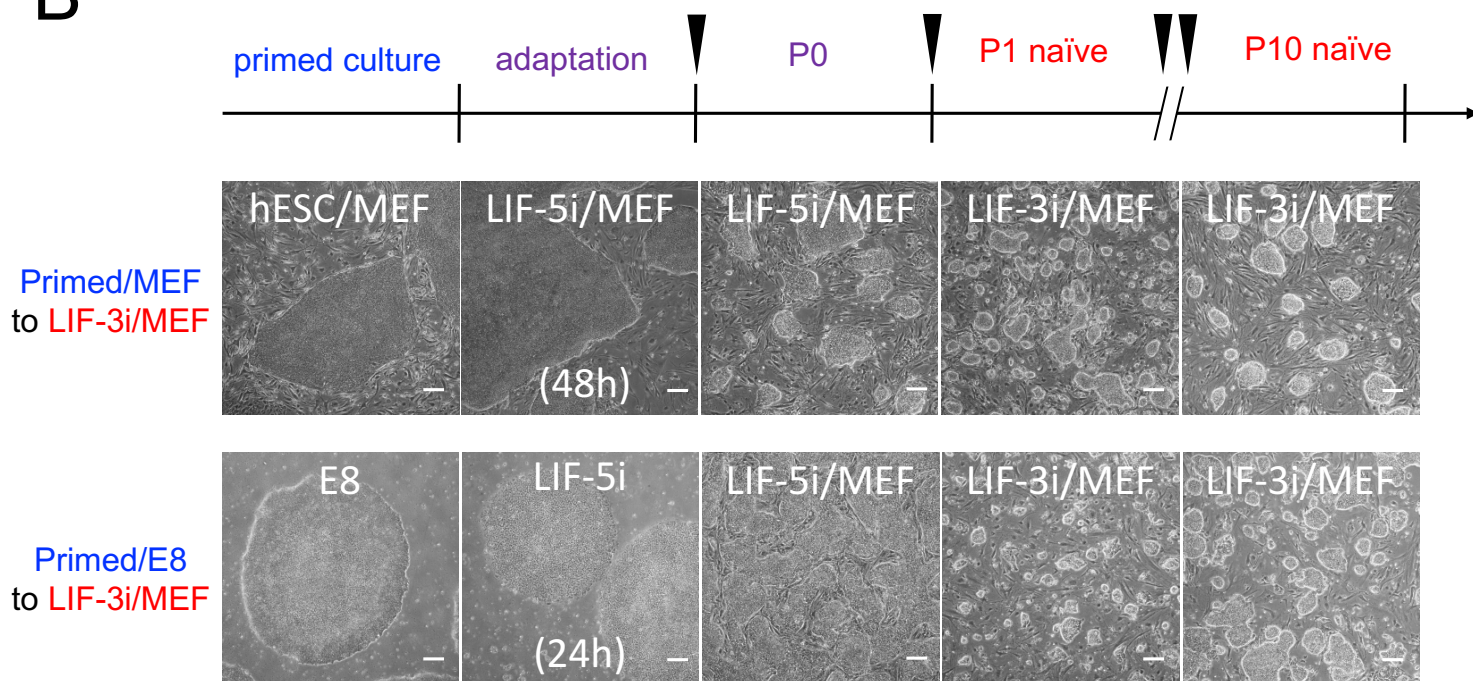 B
primed culture
adaptation
P0
P1 naïve
P10 naïve
Primed/MEF
to LIF-3i/MEF
hESC/MEF
LIF-5i/MEF
(48h)
LIF-5i/MEF
LIF-3i/MEF
LIF-3i/MEF
Primed/E8
to LIF-3i/MEF
E8
LIF-5i
(24h)
LIF-5i/MEF
LIF-3i/MEF
LIF-3i/MEF